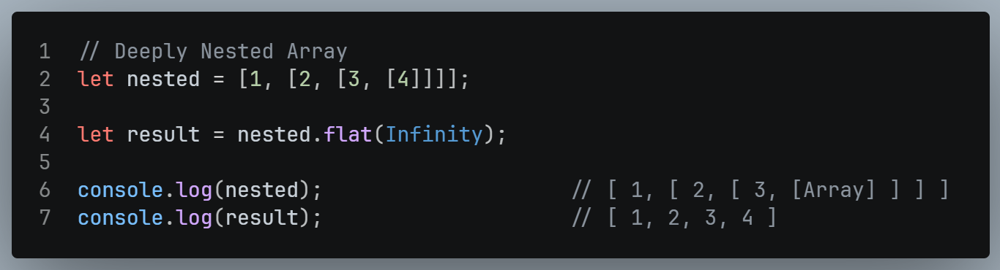 1 // Deeply Nested Array
2 let nested = [1, [2, [3, [4]]]];
3
4 let result = nested.flat(Infinity);
5
6 console.log(nested); // [ 1, [ 2, [ 3, [Array] ] ] ]
7 console.log(result); // [ 1, 2, 3, 4 ]